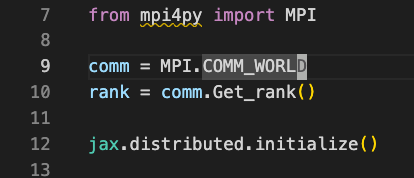 7 from mpi4py import MPI
8
9 comm = MPI.COMM_WORLD
10 rank = comm.Get_rank()
11
12 jax.distributed.initialize()
13